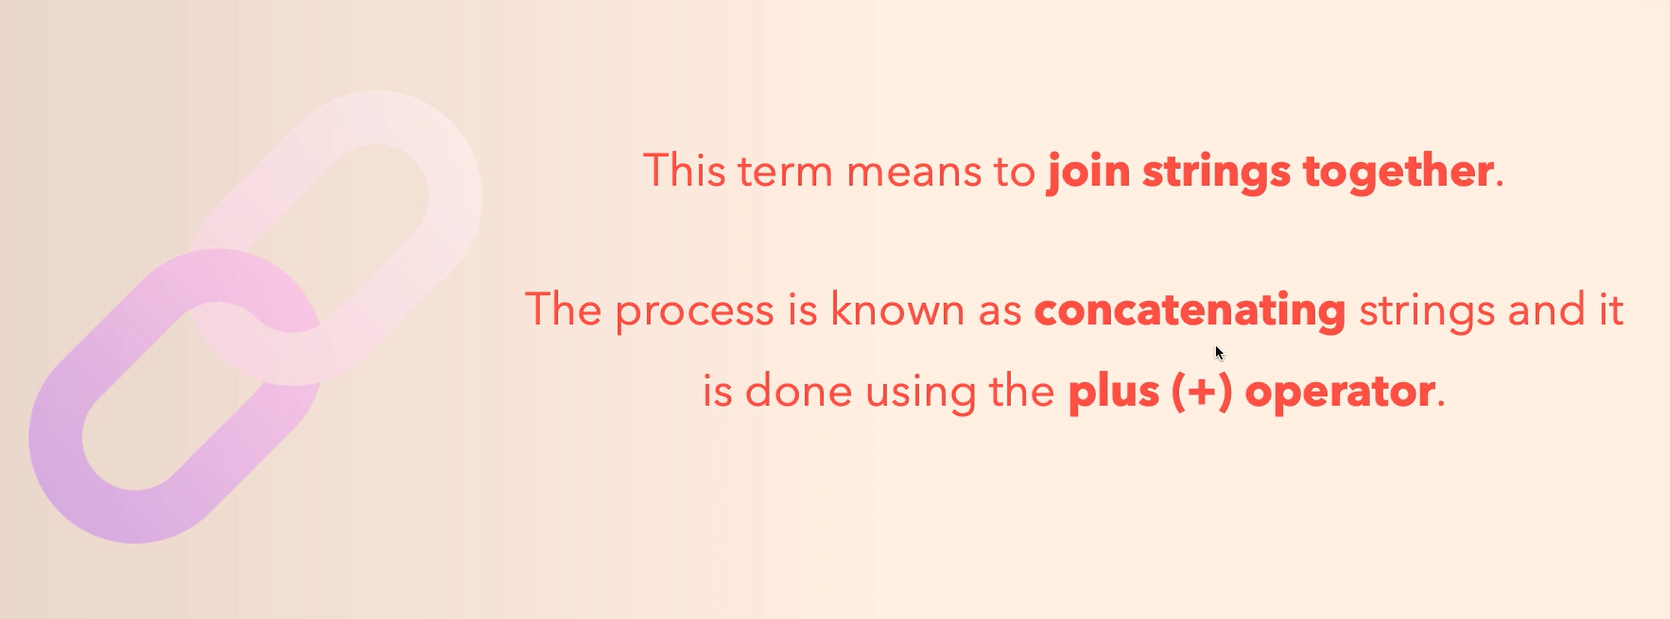 This term means to join strings together.
The process is known as concatenating strings and it
is done using the plus (+) operator.